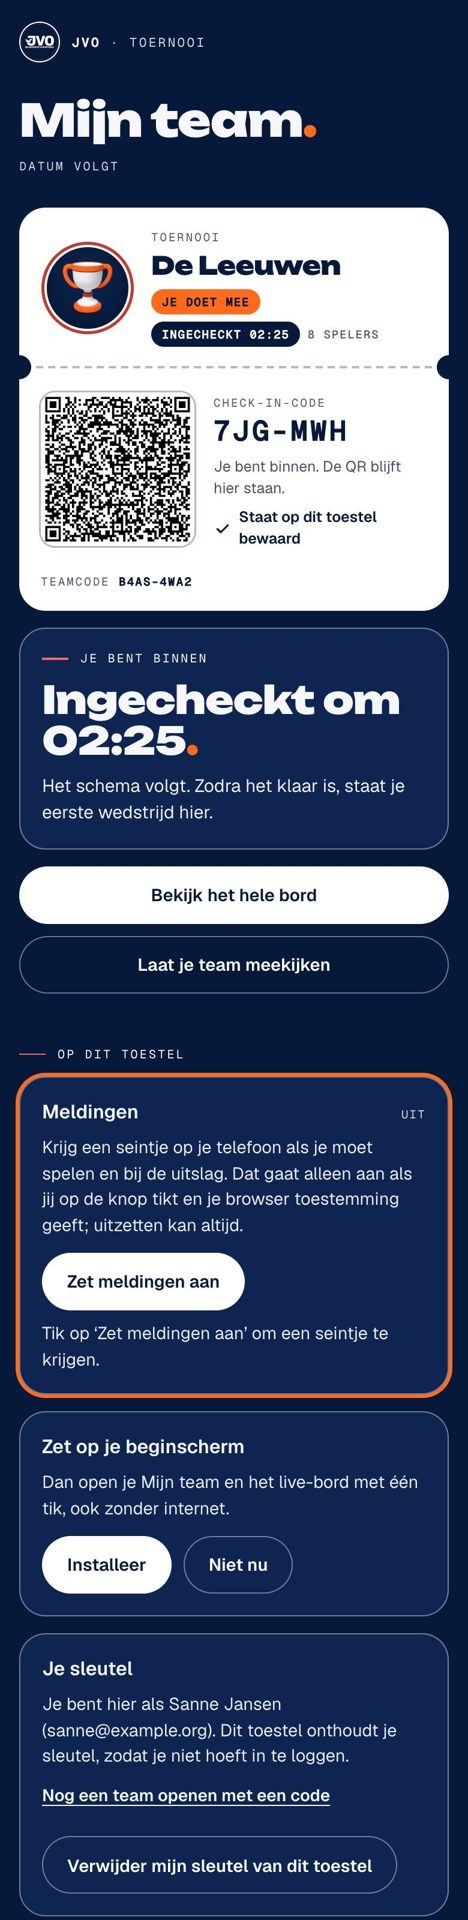 JVO
JVO · TOERNOOI
Mijn team.
DATUM VOLGT
TOERNOOI
De Leeuwen
JE DOET MEE
INGECHECKT 02:25 8 SPELERS
CHECK-IN-CODE
7JG-MWH
Je bent binnen. De QR blijft
hier staan.
Staat op dit toestel
bewaard
TEAMCODE B4AS-4WA2
JE BENT BINNEN
Ingecheckt om
02:25.
Het schema volgt. Zodra het klaar is, staat je
eerste wedstrijd hier.
Bekijk het hele bord
Laat je team meekijken
OP DIT TOESTEL
Meldingen UIT
Krijg een seintje op je telefoon als je moet
spelen en bij de uitslag. Dat gaat alleen aan als
jij op de knop tikt en je browser toestemming
geeft; uitzetten kan altijd.
Zet meldingen aan
Tik op ‘Zet meldingen aan’ om een seintje te
krijgen.
Zet op je beginscherm
Dan open je Mijn team en het live-bord met één
tik, ook zonder internet.
Installeer Niet nu
Je sleutel
Je bent hier als Sanne Jansen
(sanne@example.org). Dit toestel onthoudt je
sleutel, zodat je niet hoeft in te loggen.
Nog een team openen met een code
Verwijder mijn sleutel van dit toestel